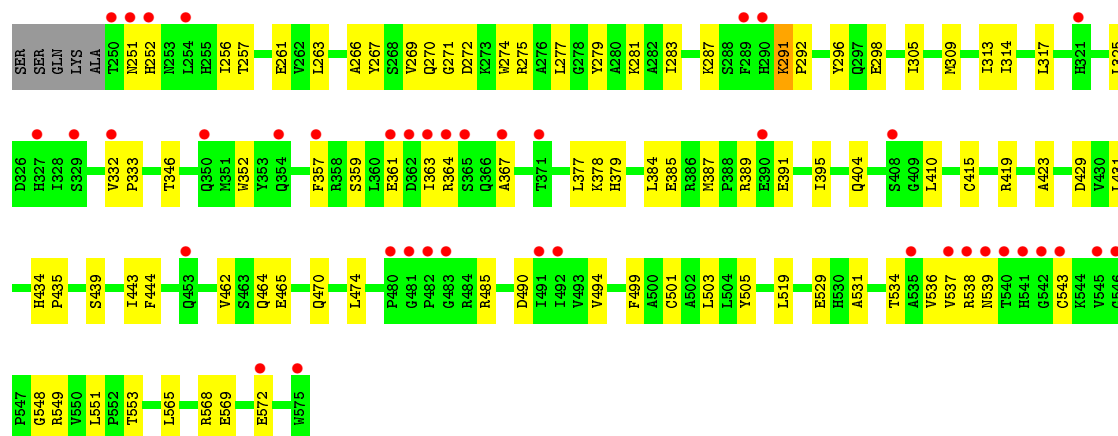 SER SER GLN LYS ALA T250 N251 H252 N253 L254 H255 I256 T257 E261 V262 L263 A266 Y267 S268 V269 Q270 G271 D272 K273 W274 R275 A276 L277 G278 Y279 A280 K281 A282 I283 K287 S288 F289 H290 K291 P292 Y296 Q297 E298 I305 M309 I313 I314 L317 H321 L325
D326 H327 I328 S329 V332 P333 T346 Q350 M351 W352 Y353 Q354 F357 R358 S359 L360 E361 D362 I363 R364 S365 Q366 A367 T371 L377 K378 H379 L384 E385 R386 M387 P388 R389 E390 E391 I395 Q404 S408 G409 L410 C415 R419 A423 D429 V430 L431
H434 P435 S439 I443 F444 Q453 V462 S463 Q464 E465 Q470 L474 P480 G481 P482 G483 R484 R485 D490 I491 I492 V493 V494 F499 A500 C501 A502 L503 L504 Y505 L519 E529 H530 A531 T534 A535 V536 V537 R538 N539 T540 H541 G542 C543 K544 V545 G546
P547 G548 R549 V550 L551 P552 T553 L565 R568 E569 E572 W575